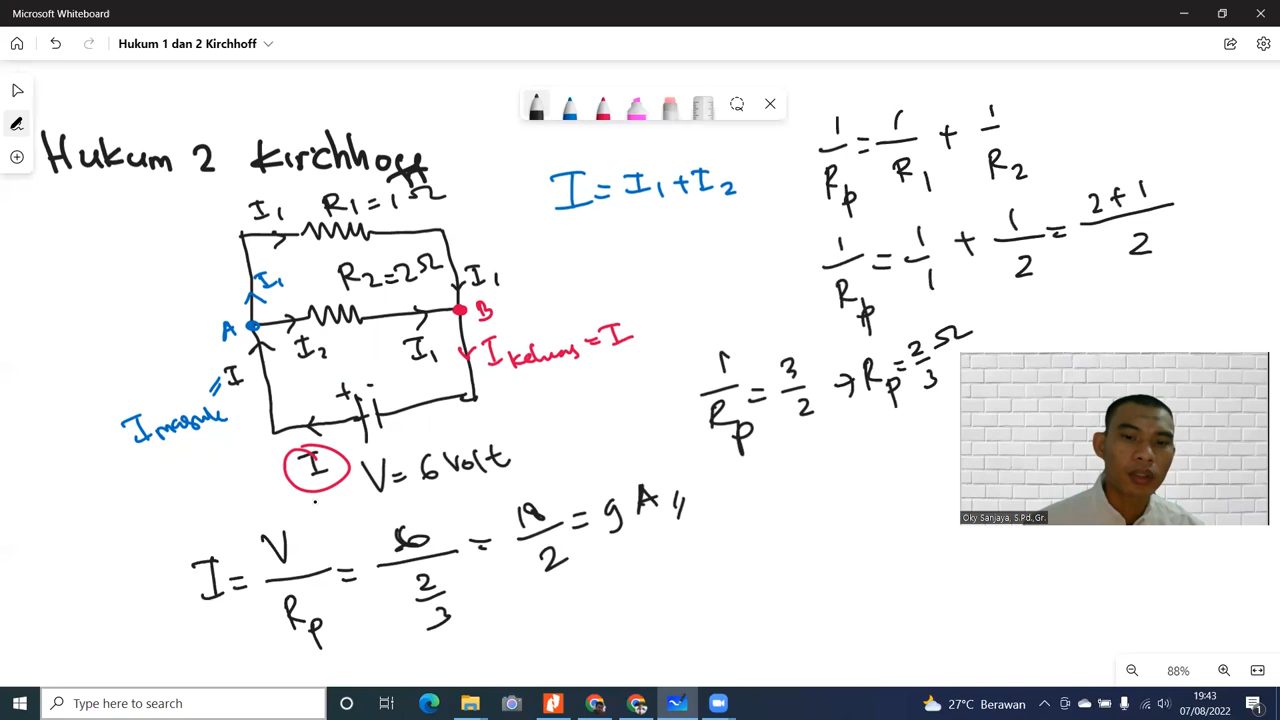 Microsoft Whiteboard
Hukum 1 dan 2 Kirchhoff
Hukum 2 Kirchhoff
I = I1 + I2
1/Rp = 1/R1 + 1/R2
1/Rp = 1/1 + 1/2 = 2+1/2
1/Rp = 3/2 → Rp = 2/3 Ω
I1 R1 = 1 Ω
I1
R2 = 2 Ω
I1
A
B
I2
I1
I keluar = I
I
= I masuk
+
I
V = 6 Volt
I = V/Rp = 6/(2/3) = 18/2 = 9 A //
Oky Sanjaya, S.Pd.,Gr.
88%
Type here to search
27°C Berawan
19:43
07/08/2022
1